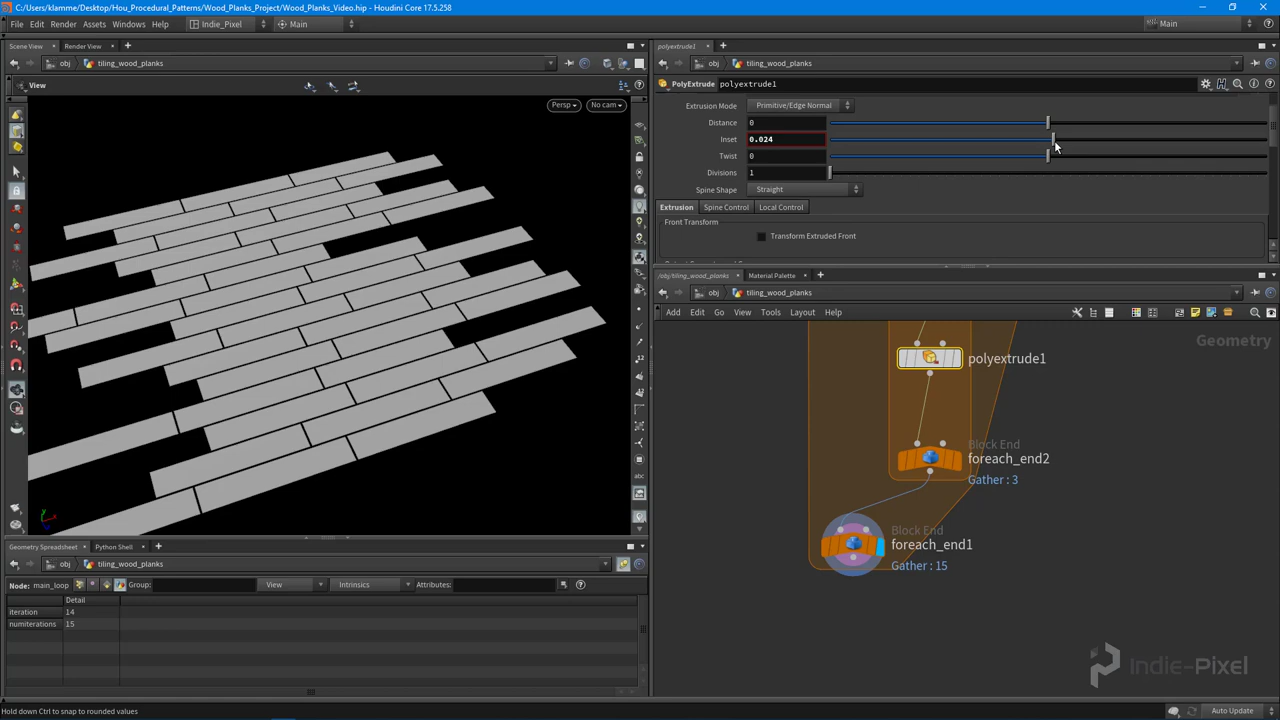 C:/Users/klamme/Desktop/Hou_Procedural_Patterns/Wood_Planks_Project/Wood_Planks_Video.hip - Houdini Core 17.5.258
File Edit Render Assets Windows Help Indie_Pixel Main Main
Scene View Render View
obj tiling_wood_planks
View
Persp No cam
polyextrude1
obj tiling_wood_planks
PolyExtrude polyextrude1
Extrusion Mode Primitive/Edge Normal
Distance 0
Inset 0.024
Twist 0
Divisions 1
Spine Shape Straight
Extrusion Spine Control Local Control
Front Transform
Transform Extruded Front
/obj/tiling_wood_planks Material Palette
obj tiling_wood_planks
Add Edit Go View Tools Layout Help
Geometry
polyextrude1
Block End
foreach_end2
Gather : 3
Block End
foreach_end1
Gather : 15
Indie-Pixel
abc
Geometry Spreadsheet Python Shell
obj tiling_wood_planks
Node: main_loop Group: View Intrinsics Attributes:
Detail
iteration 14
numiterations 15
Hold down Ctrl to snap to rounded values
Auto Update